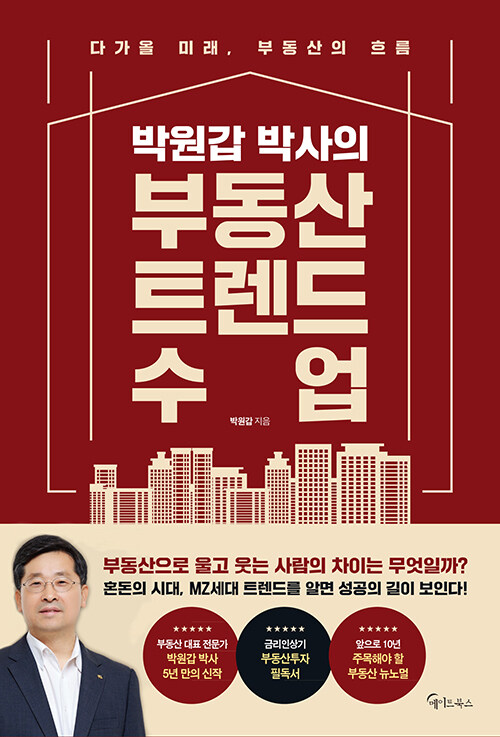 다가올 미래, 부동산의 흐름
박원갑 박사의
부동산
트렌드
수업
박원갑 지음
부동산으로 울고 웃는 사람의 차이는 무엇일까?
혼돈의 시대, MZ세대 트렌드를 알면 성공의 길이 보인다!
★★★★★
부동산 대표 전문가
박원갑 박사
5년 만의 신작
★★★★★
금리인상기
부동산투자
필독서
★★★★★
앞으로 10년
주목해야 할
부동산 뉴노멀
메이트북스